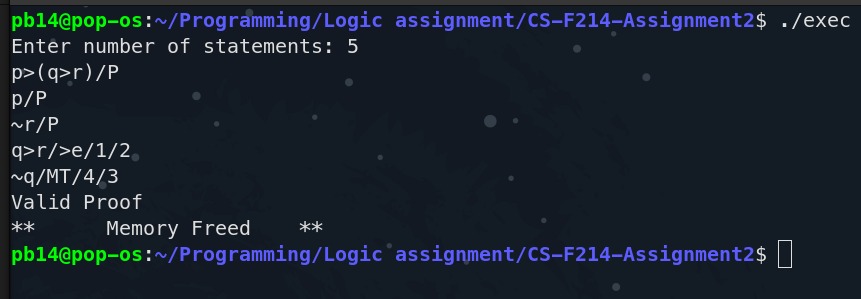 pb14@pop-os:~/Programming/Logic assignment/CS-F214-Assignment2$ ./exec
Enter number of statements: 5
p>(q>r)/P
p/P
~r/P
q>r/>e/1/2
~q/MT/4/3
Valid Proof
**      Memory Freed    **
pb14@pop-os:~/Programming/Logic assignment/CS-F214-Assignment2$